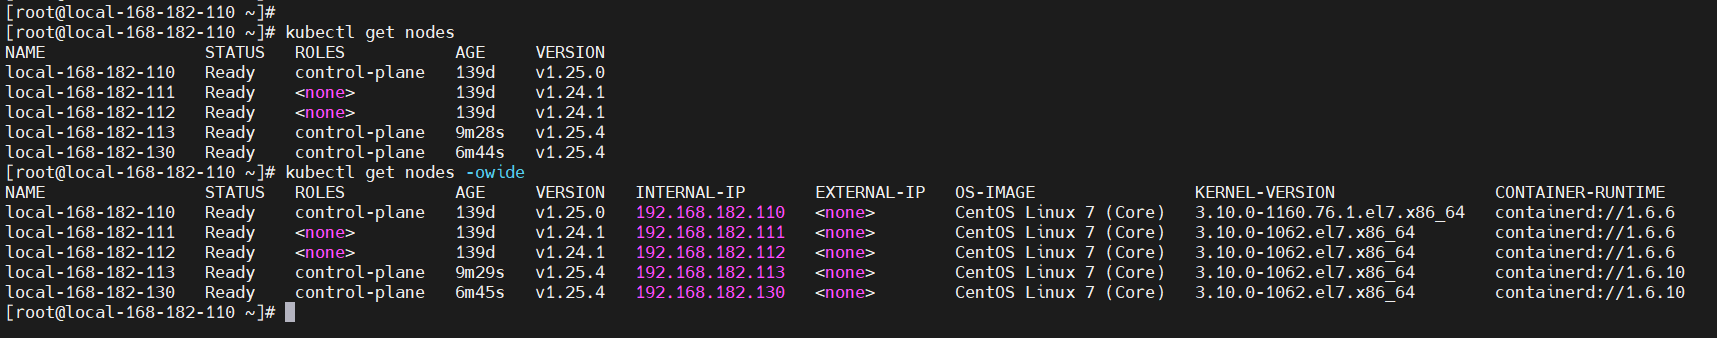 [root@local-168-182-110 ~]#
[root@local-168-182-110 ~]# kubectl get nodes
NAME                STATUS   ROLES           AGE     VERSION
local-168-182-110   Ready    control-plane   139d    v1.25.0
local-168-182-111   Ready    <none>          139d    v1.24.1
local-168-182-112   Ready    <none>          139d    v1.24.1
local-168-182-113   Ready    control-plane   9m28s   v1.25.4
local-168-182-130   Ready    control-plane   6m44s   v1.25.4
[root@local-168-182-110 ~]# kubectl get nodes -owide
NAME                STATUS   ROLES           AGE     VERSION   INTERNAL-IP       EXTERNAL-IP   OS-IMAGE                KERNEL-VERSION                CONTAINER-RUNTIME
local-168-182-110   Ready    control-plane   139d    v1.25.0   192.168.182.110   <none>        CentOS Linux 7 (Core)   3.10.0-1160.76.1.el7.x86_64   containerd://1.6.6
local-168-182-111   Ready    <none>          139d    v1.24.1   192.168.182.111   <none>        CentOS Linux 7 (Core)   3.10.0-1062.el7.x86_64        containerd://1.6.6
local-168-182-112   Ready    <none>          139d    v1.24.1   192.168.182.112   <none>        CentOS Linux 7 (Core)   3.10.0-1062.el7.x86_64        containerd://1.6.6
local-168-182-113   Ready    control-plane   9m29s   v1.25.4   192.168.182.113   <none>        CentOS Linux 7 (Core)   3.10.0-1062.el7.x86_64        containerd://1.6.10
local-168-182-130   Ready    control-plane   6m45s   v1.25.4   192.168.182.130   <none>        CentOS Linux 7 (Core)   3.10.0-1062.el7.x86_64        containerd://1.6.10
[root@local-168-182-110 ~]#